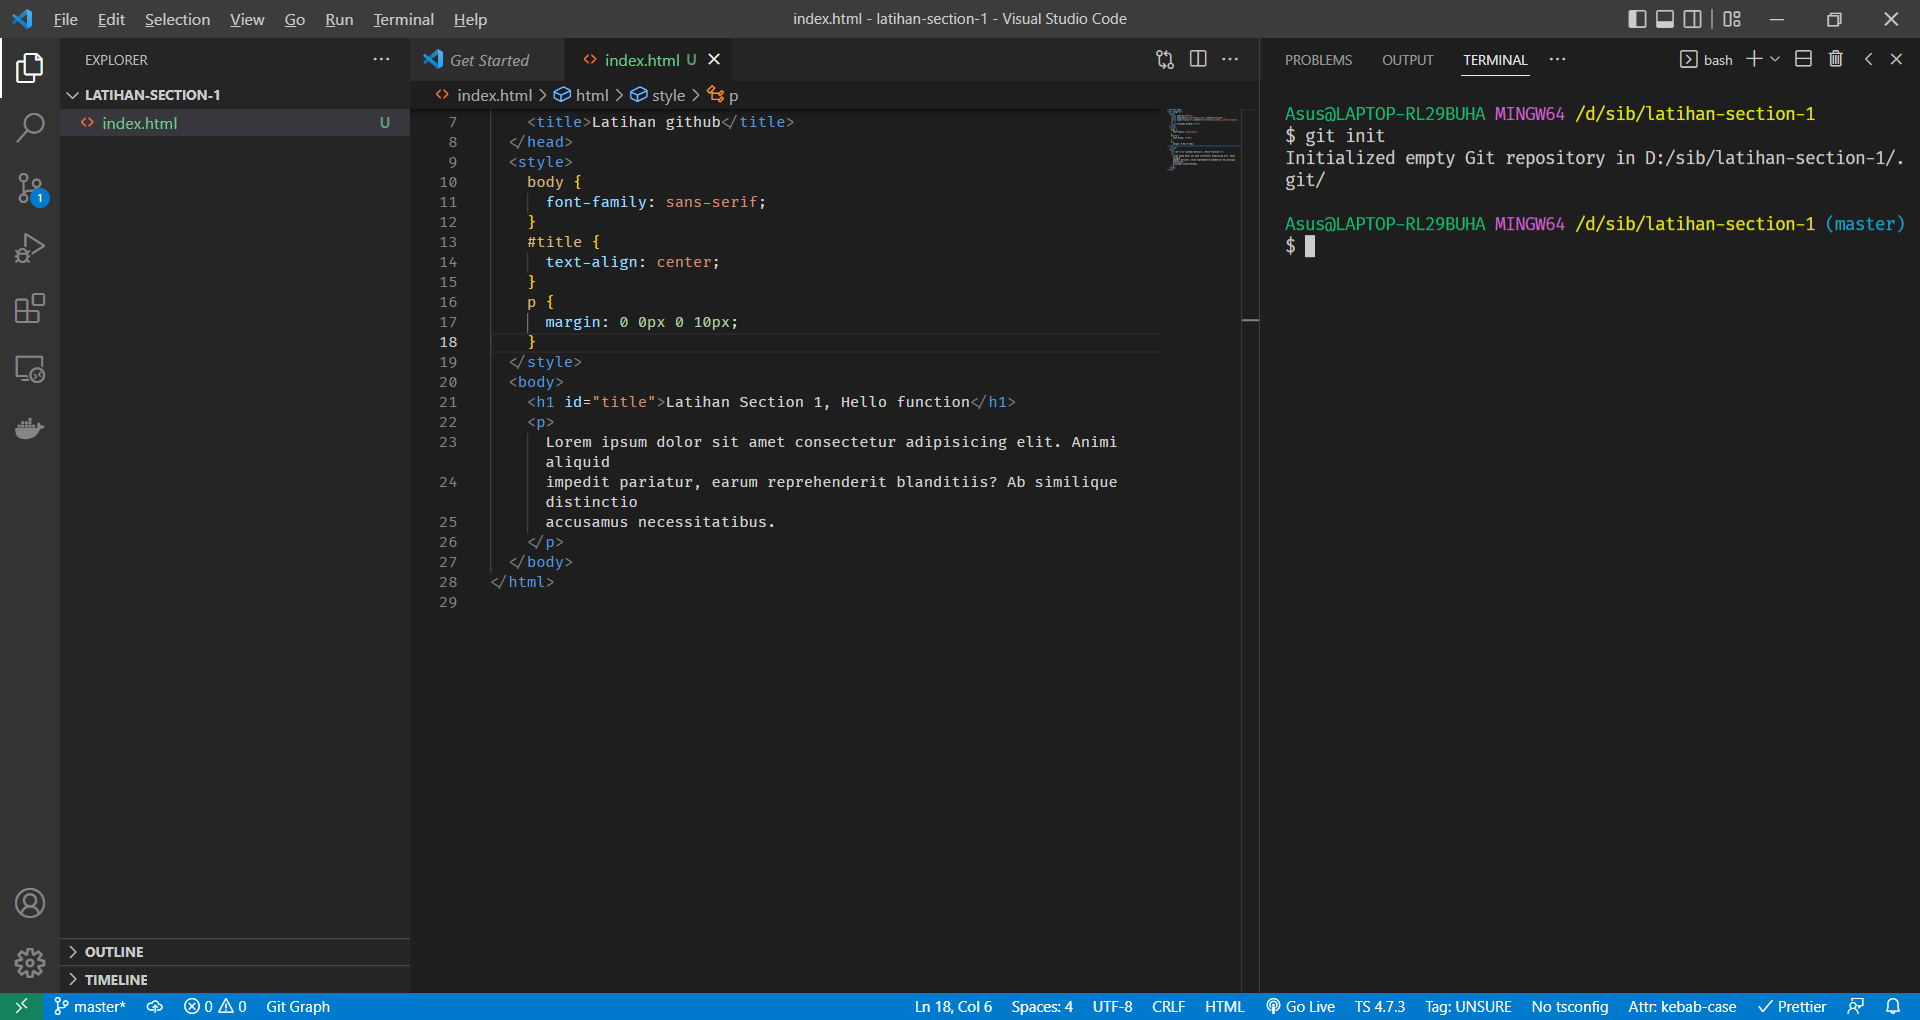 File Edit Selection View Go Run Terminal Help
index.html - latihan-section-1 - Visual Studio Code
EXPLORER
LATIHAN-SECTION-1
index.html U
1
OUTLINE
TIMELINE
Get Started
index.html U
index.html > html > style > p
7 <title>Latihan github</title>
8 </head>
9 <style>
10 body {
11 font-family: sans-serif;
12 }
13 #title {
14 text-align: center;
15 }
16 p {
17 margin: 0 0px 0 10px;
18 }
19 </style>
20 <body>
21 <h1 id="title">Latihan Section 1, Hello function</h1>
22 <p>
23 Lorem ipsum dolor sit amet consectetur adipisicing elit. Animi
aliquid
24 impedit pariatur, earum reprehenderit blanditiis? Ab similique
distinctio
25 accusamus necessitatibus.
26 </p>
27 </body>
28 </html>
29
PROBLEMS OUTPUT TERMINAL
bash
Asus@LAPTOP-RL29BUHA MINGW64 /d/sib/latihan-section-1
$ git init
Initialized empty Git repository in D:/sib/latihan-section-1/.
git/
Asus@LAPTOP-RL29BUHA MINGW64 /d/sib/latihan-section-1 (master)
$
master* 0 0 Git Graph
Ln 18, Col 6 Spaces: 4 UTF-8 CRLF HTML Go Live TS 4.7.3 Tag: UNSURE No tsconfig Attr: kebab-case Prettier